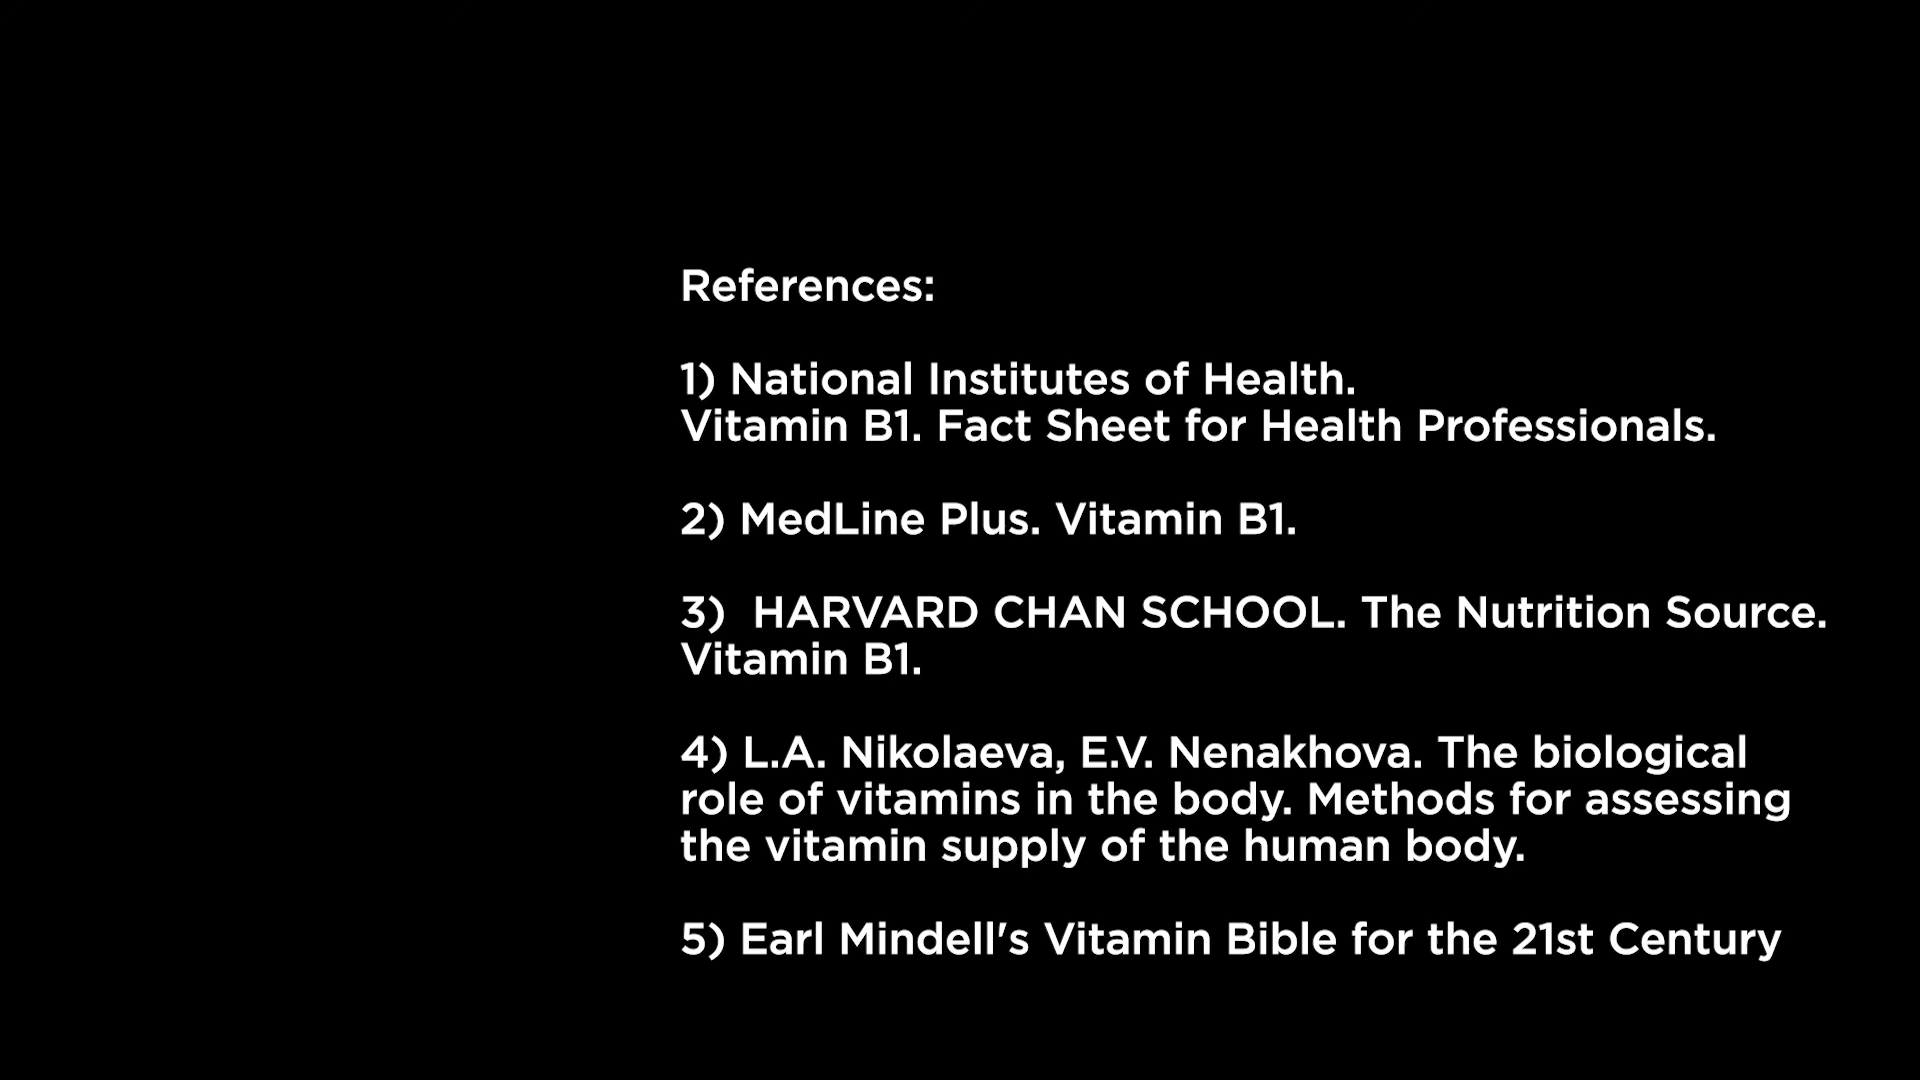 References:
1) National Institutes of Health.
Vitamin B1. Fact Sheet for Health Professionals.
2) MedLine Plus. Vitamin B1.
3)  HARVARD CHAN SCHOOL. The Nutrition Source.
Vitamin B1.
4) L.A. Nikolaeva, E.V. Nenakhova. The biological
role of vitamins in the body. Methods for assessing
the vitamin supply of the human body.
5) Earl Mindell's Vitamin Bible for the 21st Century